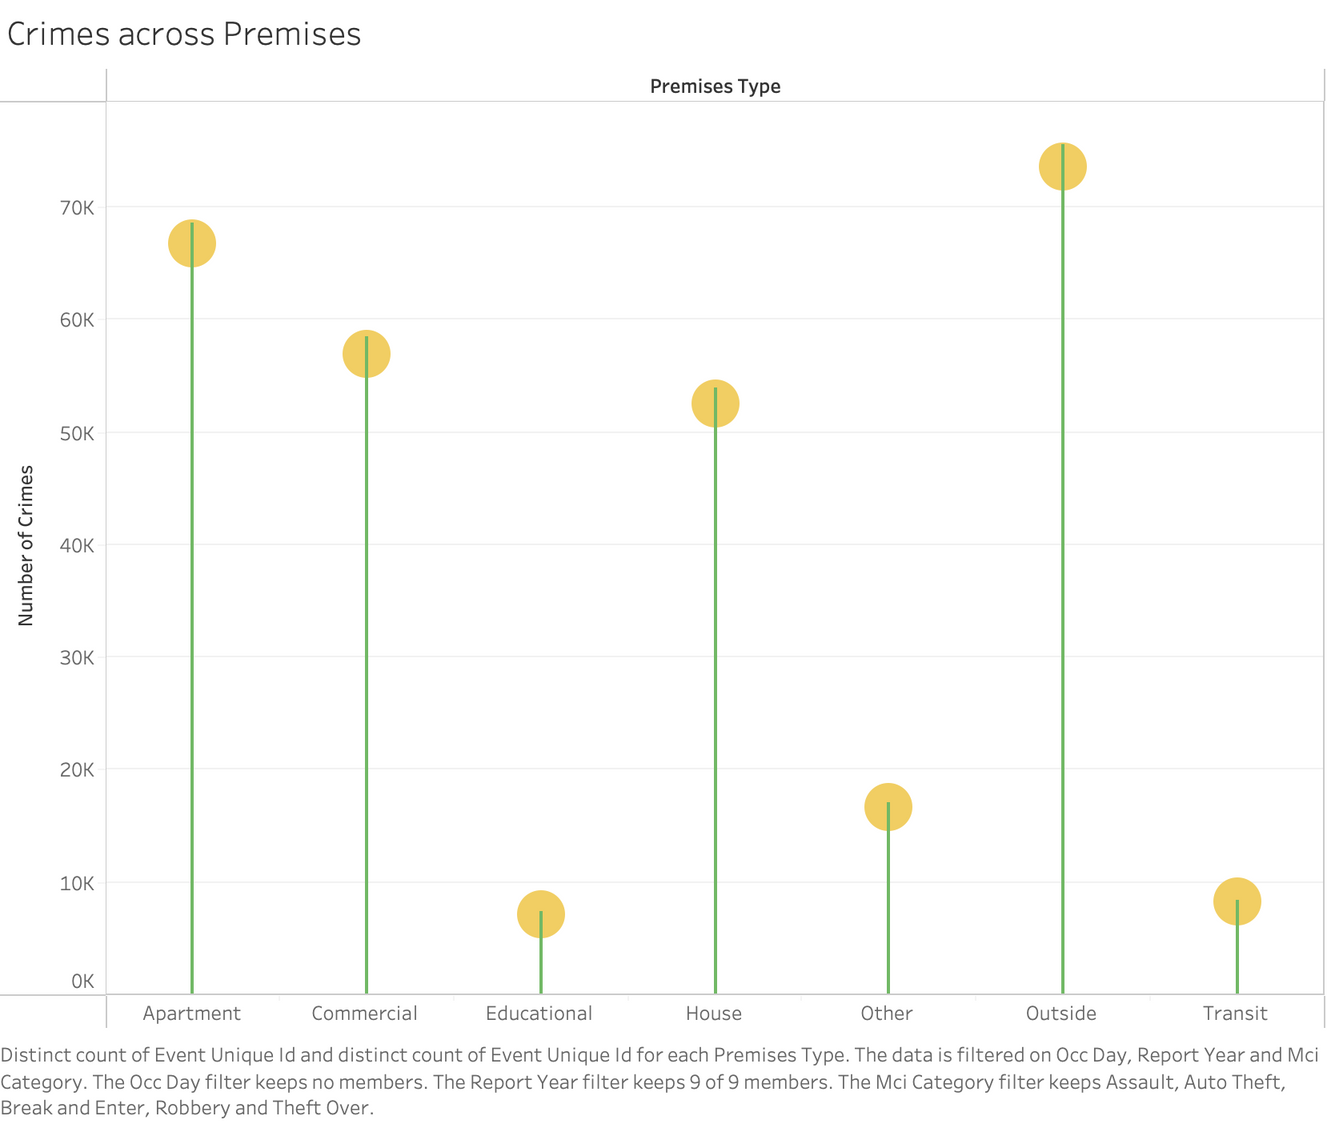 Crimes across Premises
Premises Type
Number of Crimes
70K
60K
50K
40K
30K
20K
10K
0K
Apartment Commercial Educational House Other Outside Transit
Distinct count of Event Unique Id and distinct count of Event Unique Id for each Premises Type. The data is filtered on Occ Day, Report Year and Mci
Category. The Occ Day filter keeps no members. The Report Year filter keeps 9 of 9 members. The Mci Category filter keeps Assault, Auto Theft,
Break and Enter, Robbery and Theft Over.